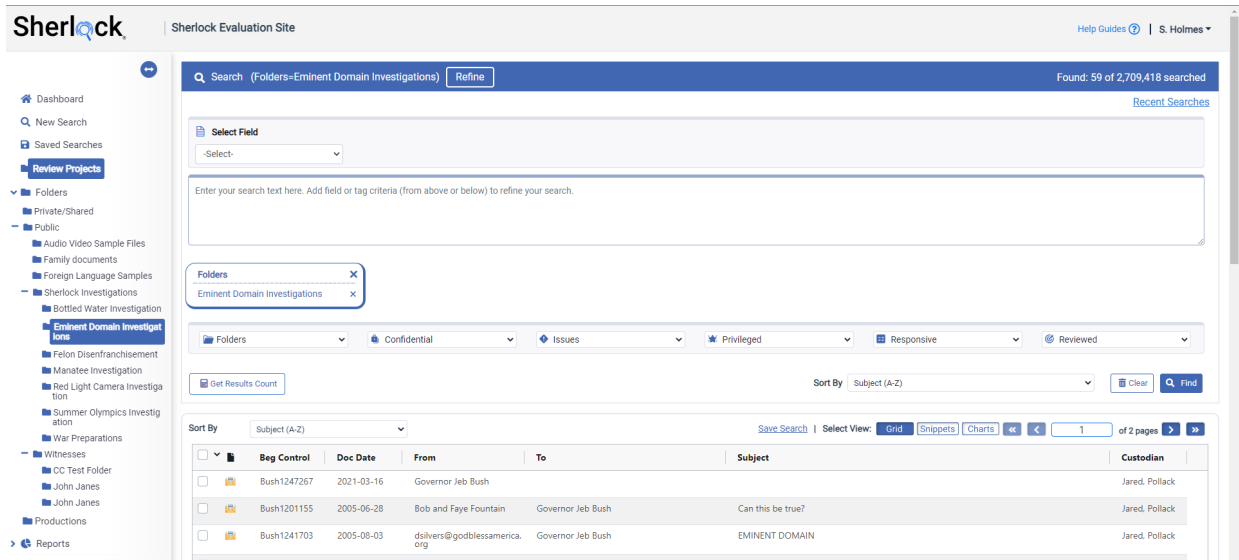 Sherlock
Sherlock Evaluation Site
Help Guides
S. Holmes
Dashboard
New Search
Saved Searches
Review Projects
Folders
Private/Shared
Public
Audio Video Sample Files
Family documents
Foreign Language Samples
Sherlock Investigations
Bottled Water Investigation
Eminent Domain Investigat
ions
Felon Disenfranchisement
Manatee Investigation
Red Light Camera Investiga
tion
Summer Olympics Investig
ation
War Preparations
Witnesses
CC Test Folder
John Janes
John Janes
Productions
Reports
Search (Folders=Eminent Domain Investigations) Refine
Found: 59 of 2,709,418 searched
Recent Searches
Select Field
-Select-
Enter your search text here. Add field or tag criteria (from above or below) to refine your search.
Folders
Eminent Domain Investigations
Folders Confidential Issues Privileged Responsive Reviewed
Get Results Count
Sort By Subject (A-Z) Clear Find
Sort By Subject (A-Z)
Save Search | Select View: Grid Snippets Charts « < 1 of 2 pages > »
Beg Control Doc Date From To Subject Custodian
Bush1247267 2021-03-16 Governor Jeb Bush Jared, Pollack
Bush1201155 2005-06-28 Bob and Faye Fountain Governor Jeb Bush Can this be true? Jared, Pollack
Bush1241703 2005-08-03 dsilvers@godblessamerica. Governor Jeb Bush EMINENT DOMAIN Jared, Pollack
org